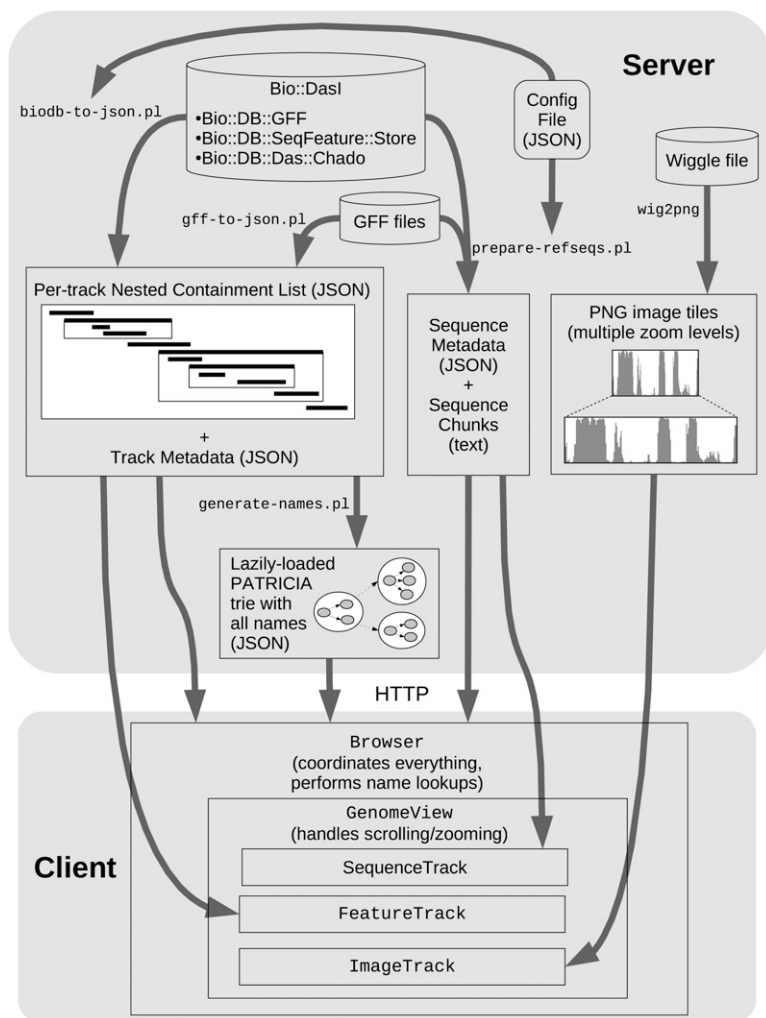 Server
Bio::DasI
•Bio::DB::GFF
•Bio::DB::SeqFeature::Store
•Bio::DB::Das::Chado
biodb-to-json.pl
Config
File
(JSON)
Wiggle file
gff-to-json.pl
GFF files
prepare-refseqs.pl
wig2png
Per-track Nested Containment List (JSON)
+
Track Metadata (JSON)
Sequence
Metadata
(JSON)
+
Sequence
Chunks
(text)
PNG image tiles
(multiple zoom levels)
generate-names.pl
Lazily-loaded
PATRICIA
trie with
all names
(JSON)
HTTP
Client
Browser
(coordinates everything,
performs name lookups)
GenomeView
(handles scrolling/zooming)
SequenceTrack
FeatureTrack
ImageTrack